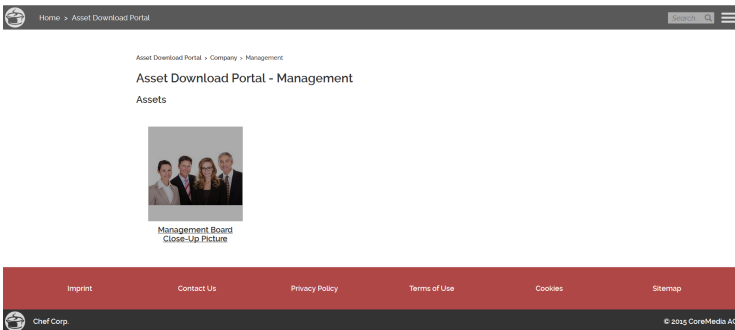 Home > Asset Download Portal
Search
Asset Download Portal > Company > Management
Asset Download Portal - Management
Assets
Management Board
Close-Up Picture
Imprint
Contact Us
Privacy Policy
Terms of Use
Cookies
Sitemap
Chef Corp.
© 2015 CoreMedia AG